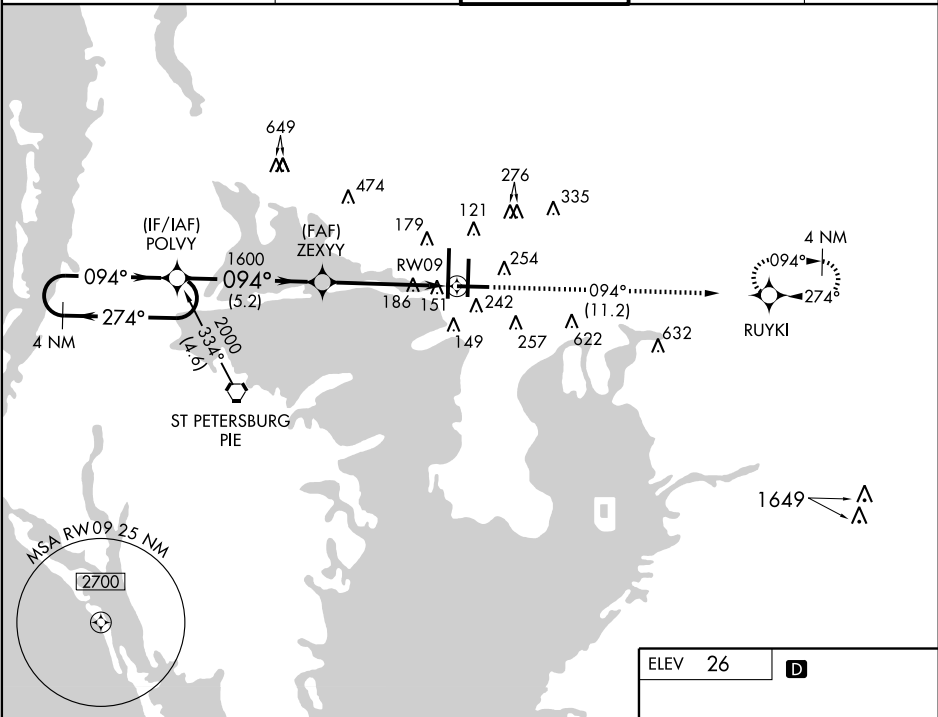 649
474
276
335
179
121
(IF/IAF)
POLVY
(FAF)
ZEXYY
4 NM
1600
094°
094°
(5.2)
RW09
254
094°
274°
186
151
242
094°
(11.2)
274°
4 NM
2000
334°
(4.6)
149
257
622
632
RUYKI
ST PETERSBURG
PIE
1649
MSA RW09 25 NM
2700
ELEV 26
D